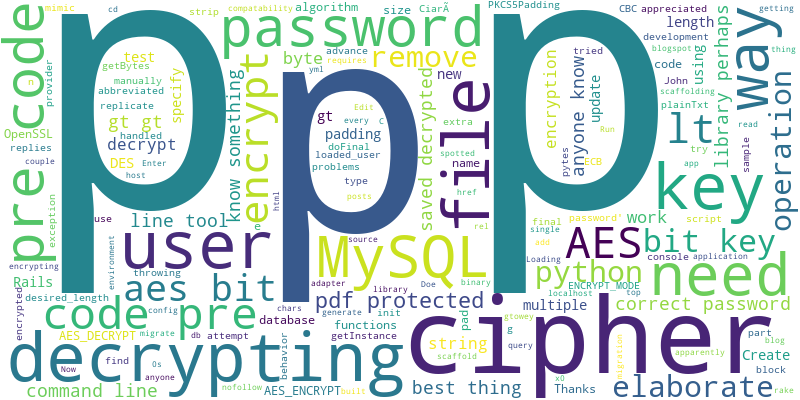 mimic
cd
strip
algorithm
size
CiarÃ
PKCS5Padding
CBC
appreciated
getting
compatability
provider
pre code
p
p p
password
remove
way
length
development
blogspot
thing
test
getBytes
manually
abbreviated
replicate
specify
byte
advance
requires
yml
new
tried
code
using
John
scaffolding
plainTxt
update
encryption
anyone know
library perhaps
operation
OpenSSL
replies
couple
gt gt
handled
decrypt
DES
Enter
host
know something
encrypt
gt
every
C
Edit
padding
doFinal
loaded_user
problems
type
posts
html
extra
spotted
name
href
rel
saved decrypted
file
pytes
ECB
Run
lt
try
app
read
sample
exception
use
line tool
user
MySQL
key
final
password'
work
script
single
add
AES
bit key
console
application
Loading
encrypting
environment
e
source
Rails
aes bit
throwing
adapter
library
Doe
binary
python
need
ENCRYPT_MODE
localhost
top
desired_length
config
chars
generate
init
pdf protected
multiple
correct password
encrypted
code pre
database
functions
getInstance
pad
gtowey
g
query
migration
blog
part
AES_DECRYPT
migrate
db
attempt
behavior
string
cipher
scaffold
apparently
Create
block
Now
find
0s
anyone
decrypting
x0
rake
command line
nofollow
AES_ENCRYPT
built
best thing
Thanks
elaborate